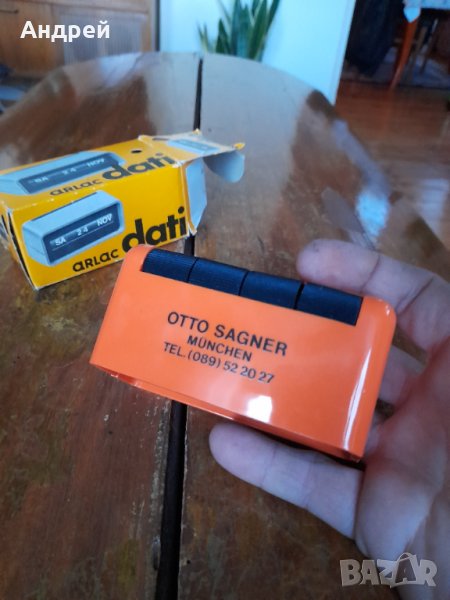 Андрей
SA 24 NOV
arlac dati
SA 24 NOV
arlac dati
OTTO SAGNER
MÜNCHEN
TEL. (089) 52 20 27
BAZAR